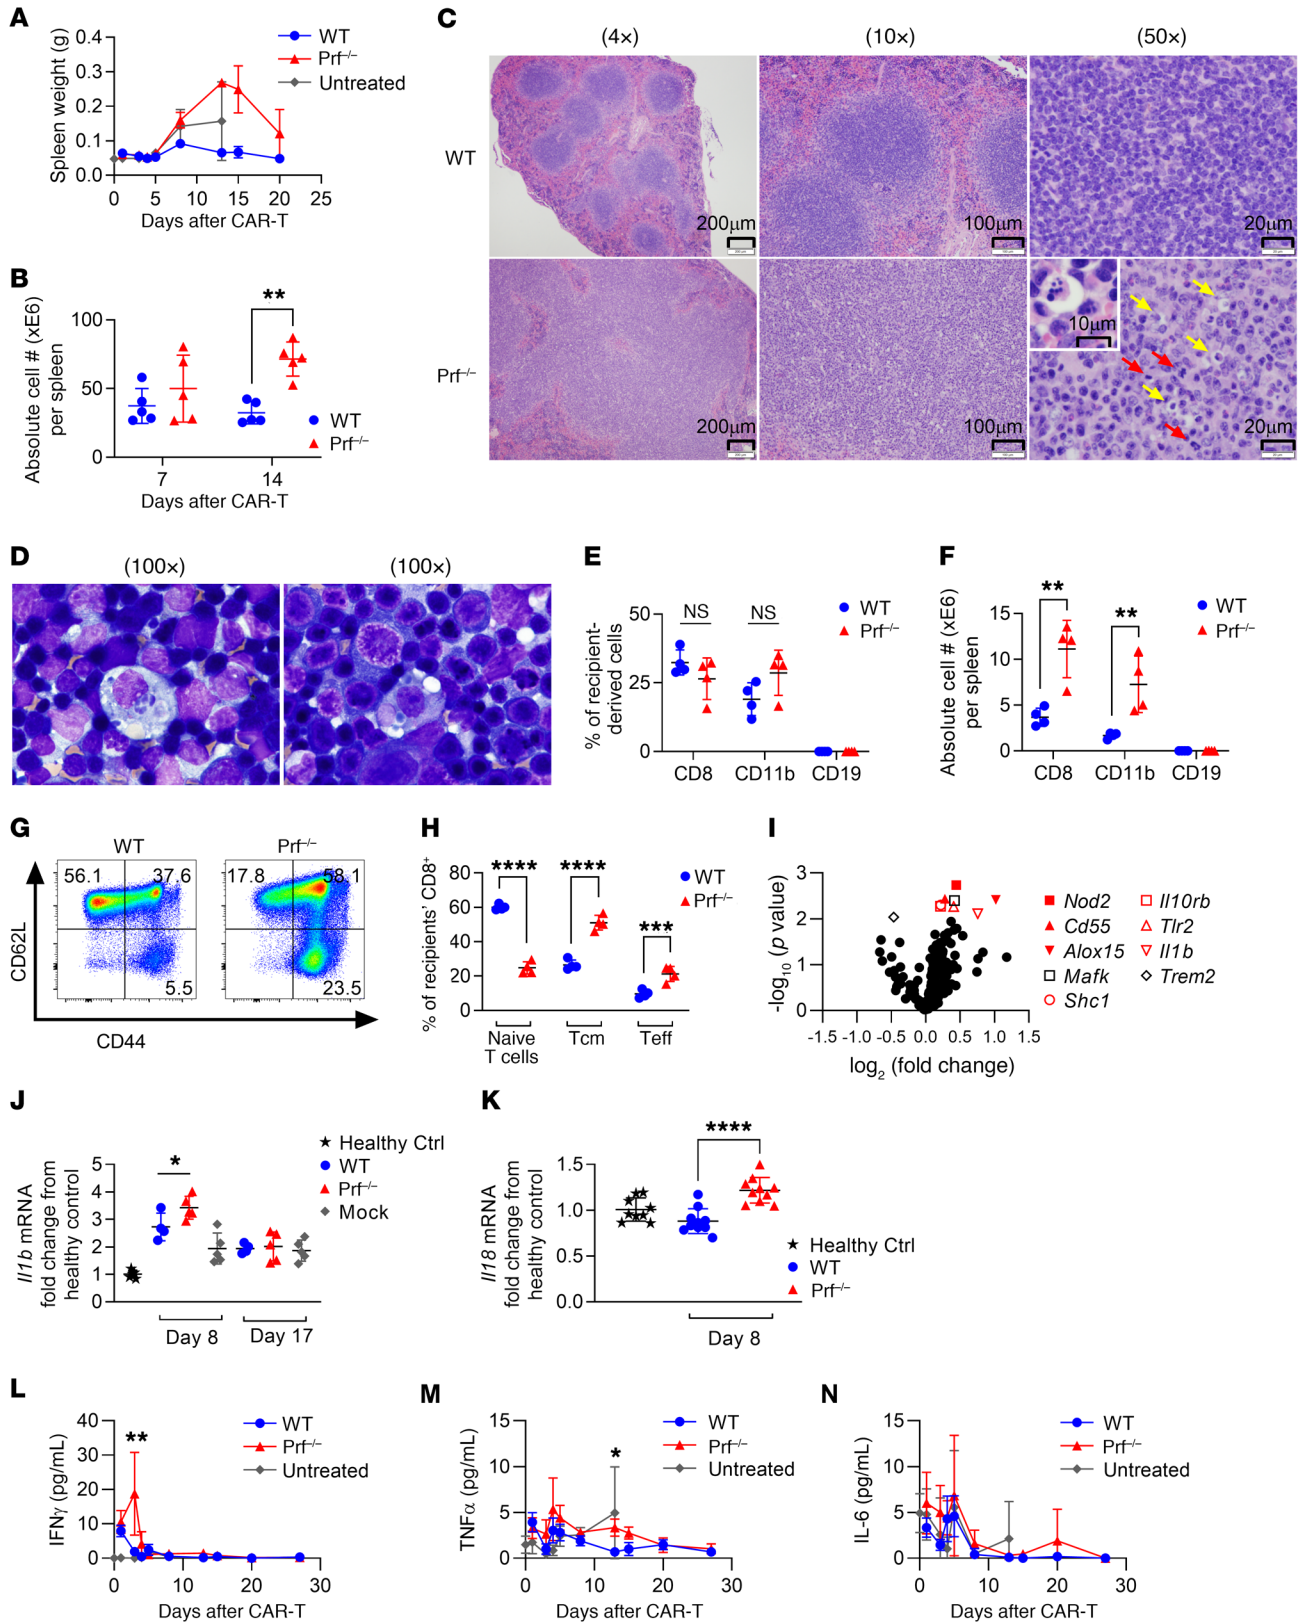 A
Spleen weight (g)
0.4
0.3
0.2
0.1
0.0
0 5 10 15 20 25
Days after CAR-T
WT
Prf–/–
Untreated
B
Absolute cell # (xE6)
per spleen
100
50
0
**
7 14
Days after CAR-T
WT
Prf–/–
C
(4×) (10×) (50×)
WT
200µm 100µm 20µm
Prf–/–
10µm
200µm 100µm 20µm
D
(100×) (100×)
E
% of recipient-
derived cells
50
25
0
NS NS
CD8 CD11b CD19
WT
Prf–/–
F
Absolute cell # (xE6)
per spleen
15
10
5
0
** **
CD8 CD11b CD19
WT
Prf–/–
G
WT Prf–/–
56.1 37.6 17.8 58.1
5.5 23.5
CD62L
CD44
H
% of recipients' CD8+
80
60
40
20
0
**** **** ***
Naive
T cells
Tcm Teff
WT
Prf–/–
I
-log10 (p value)
3
2
1
0
-1.5 -1.0 -0.5 0.0 0.5 1.0 1.5
log2 (fold change)
Nod2
Cd55
Alox15
Mafk
Shc1
Il10rb
Tlr2
Il1b
Trem2
J
Il1b mRNA
fold change from
healthy control
5
4
3
2
1
0
*
Day 8 Day 17
Healthy Ctrl
WT
Prf–/–
Mock
K
Il18 mRNA
fold change from
healthy control
1.5
1.0
0.5
0.0
****
Day 8
Healthy Ctrl
WT
Prf–/–
L
IFNγ (pg/mL)
40
30
20
10
0
**
0 10 20 30
Days after CAR-T
WT
Prf–/–
Untreated
M
TNFα (pg/mL)
15
10
5
0
*
0 10 20 30
Days after CAR-T
WT
Prf–/–
Untreated
N
IL-6 (pg/mL)
15
10
5
0
0 10 20 30
Days after CAR-T
WT
Prf–/–
Untreated